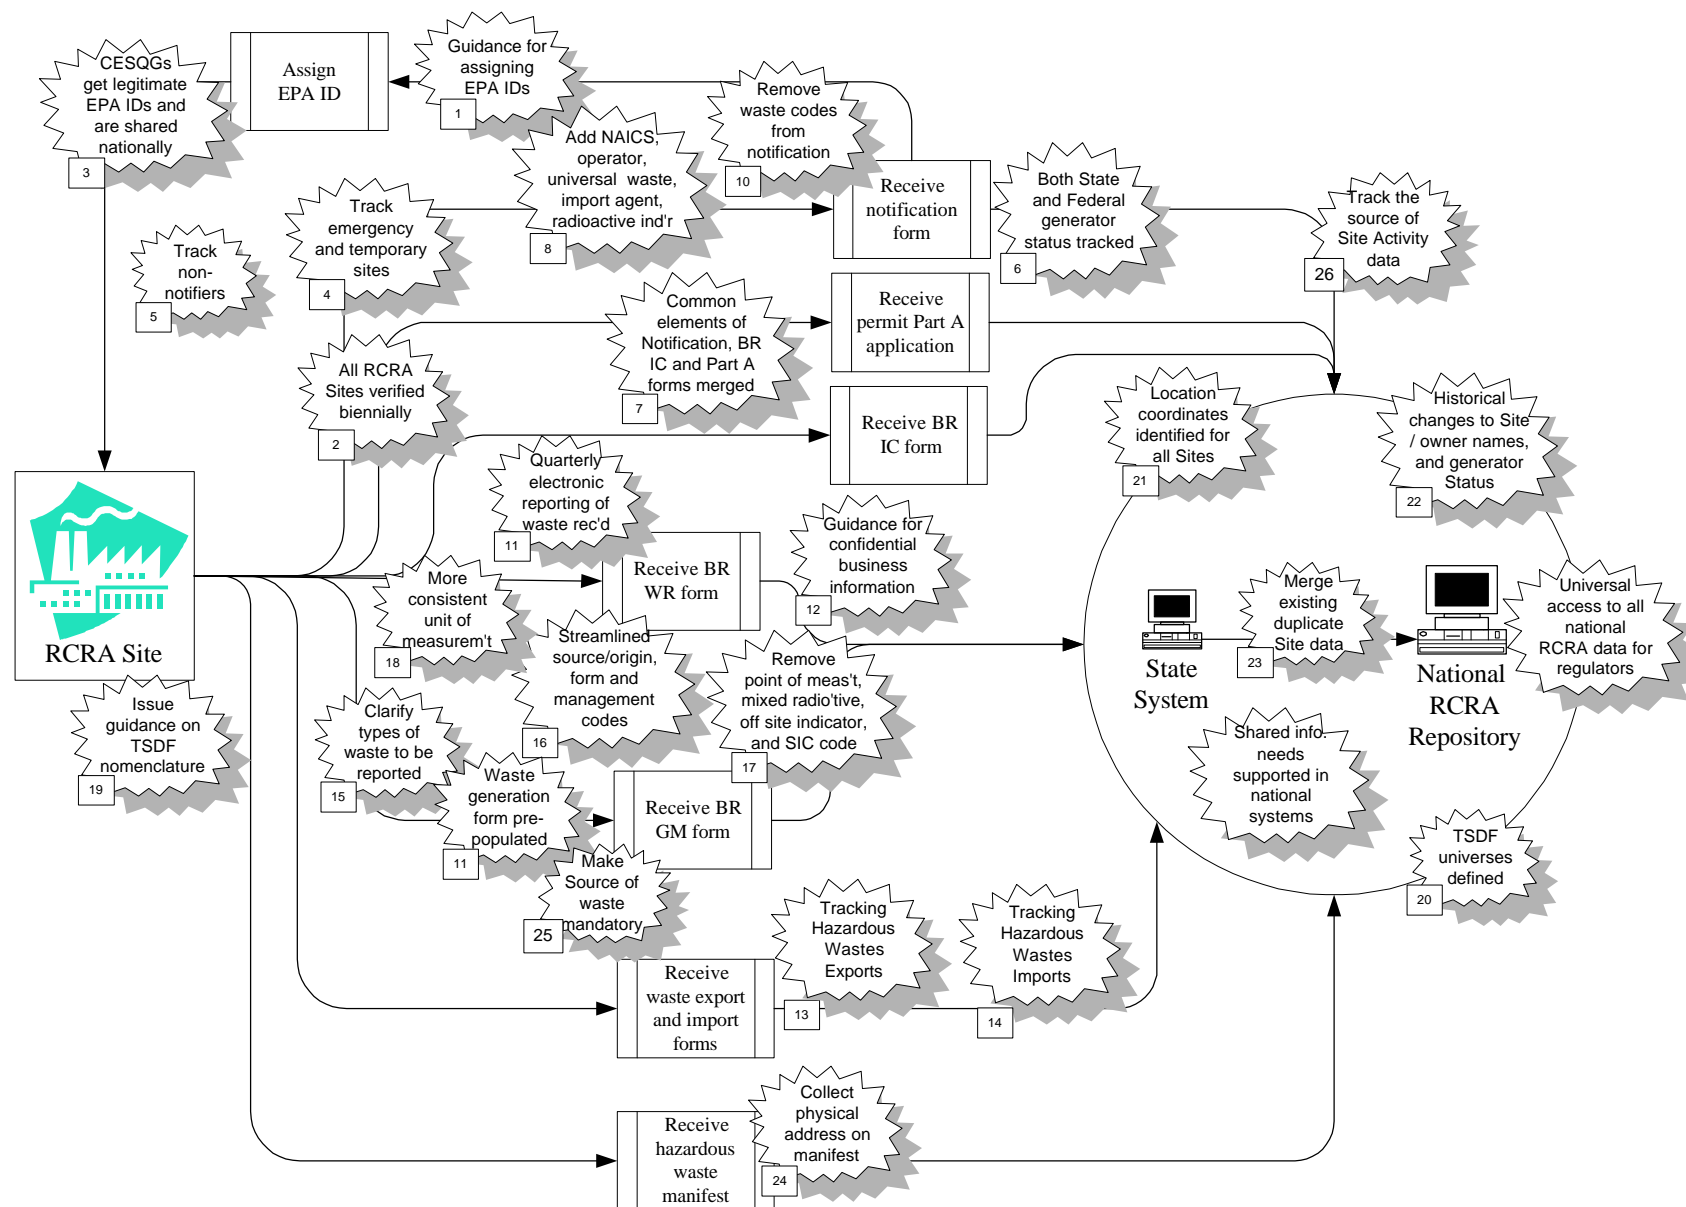 CESQGs
get legitimate
EPA IDs and
are shared
nationally
3
Assign
EPA ID
Guidance for
assigning
EPA IDs
1
Remove
waste codes
from
notification
10
Add NAICS,
operator,
universal waste,
import agent,
radioactive ind'r
8
Track
emergency
and temporary
sites
4
Track
non-
notifiers
5
Receive
notification
form
Both State
and Federal
generator
status tracked
6
Track the
source of
Site Activity
data
26
Common
elements of
Notification, BR
IC and Part A
forms merged
7
Receive
permit Part A
application
All RCRA
Sites verified
biennially
2
Receive BR
IC form
Location
coordinates
identified for
all Sites
21
Historical
changes to Site
/ owner names,
and generator
Status
22
Quarterly
electronic
reporting of
waste rec'd
11
Guidance for
confidential
business
information
12
RCRA Site
More
consistent
unit of
measurem't
18
Receive BR
WR form
Streamlined
source/origin,
form and
management
codes
16
Remove
point of meas't,
mixed radio'tive,
off site indicator,
and SIC code
17
State
System
Merge
existing
duplicate
Site data
23
National
RCRA
Repository
Universal
access to all
national
RCRA data for
regulators
Issue
guidance on
TSDF
nomenclature
19
Clarify
types of
waste to be
reported
15
Waste
generation
form pre-
populated
11
Receive BR
GM form
Shared info.
needs
supported in
national
systems
TSDF
universes
defined
20
Make
Source of
waste
mandatory
25
Tracking
Hazardous
Wastes
Exports
13
Tracking
Hazardous
Wastes
Imports
14
Receive
waste export
and import
forms
Receive
hazardous
waste
manifest
Collect
physical
address on
manifest
24